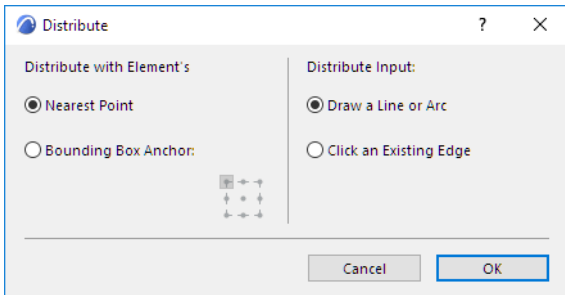 Distribute
?
Distribute with Element's
Nearest Point
Bounding Box Anchor:
Distribute Input:
Draw a Line or Arc
Click an Existing Edge
Cancel
OK